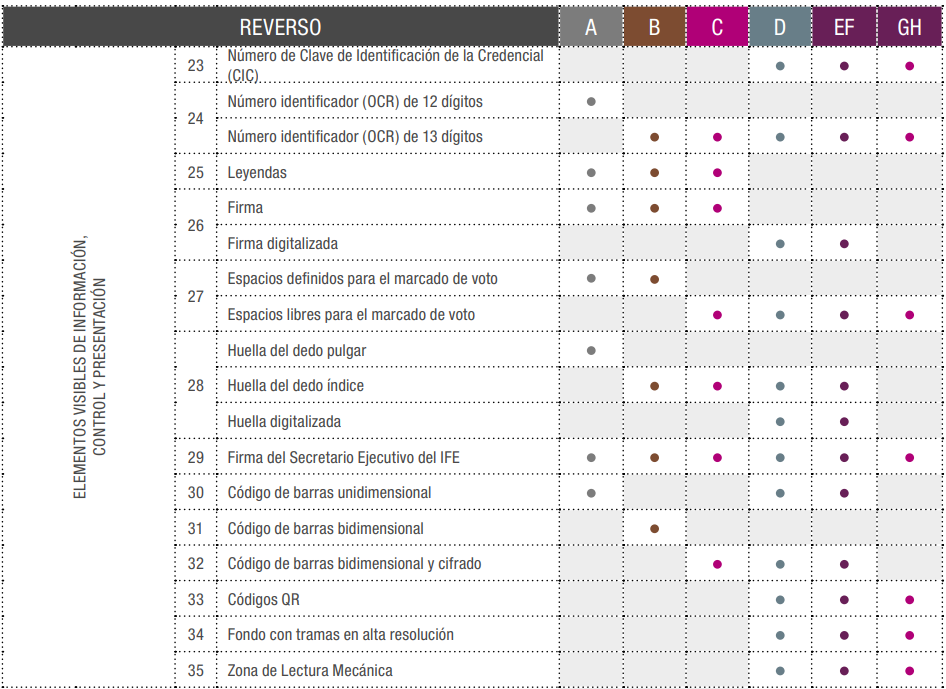 REVERSO A B C D EF GH
ELEMENTOS VISIBLES DE INFORMACIÓN,
CONTROL Y PRESENTACIÓN
23 Número de Clave de Identificación de la Credencial
(CIC) ● ● ●
24 Número identificador (OCR) de 12 dígitos ●
Número identificador (OCR) de 13 dígitos ● ● ● ● ●
25 Leyendas ● ● ●
26 Firma ● ● ●
Firma digitalizada ● ●
27 Espacios definidos para el marcado de voto ● ●
Espacios libres para el marcado de voto ● ● ● ●
28 Huella del dedo pulgar ●
Huella del dedo índice ● ● ● ●
Huella digitalizada ● ●
29 Firma del Secretario Ejecutivo del IFE ● ● ● ● ● ●
30 Código de barras unidimensional ● ● ●
31 Código de barras bidimensional ●
32 Código de barras bidimensional y cifrado ● ● ●
33 Códigos QR ● ● ●
34 Fondo con tramas en alta resolución ● ● ●
35 Zona de Lectura Mecánica ● ● ●